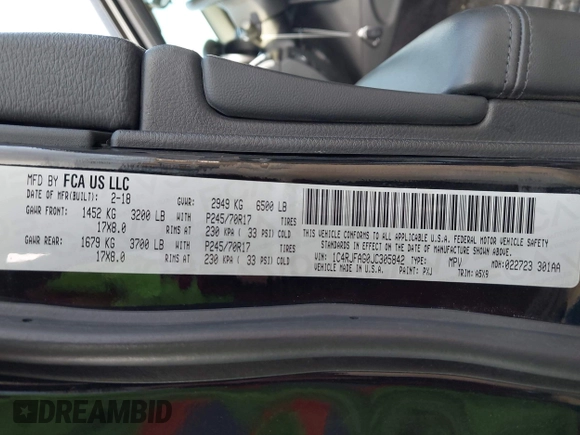 MFD BY FCA US LLC
DATE OF MFR(BUILT): 2-18 GVWR: 2949 KG 6500 LB
GAWR FRONT: 1452 KG 3200 LB WITH P245/70R17 TIRES
17X8.0 RIMS AT 230 KPA ( 33 PSI) COLD
GAWR REAR: 1679 KG 3700 LB WITH P245/70R17 TIRES
17X8.0 RIMS AT 230 KPA ( 33 PSI) COLD
THIS VEHICLE CONFORMS TO ALL APPLICABLE U.S.A. FEDERAL MOTOR VEHICLE SAFETY
STANDARDS IN EFFECT ON THE DATE OF MANUFACTURE SHOWN ABOVE
VIN: 1C4RJFAG0JC305842 TYPE: MPV MDH:022723 301AA
VEHICLE MADE IN U.S.A. PAINT: PXJ TRIM: A5X9
DREAMBID